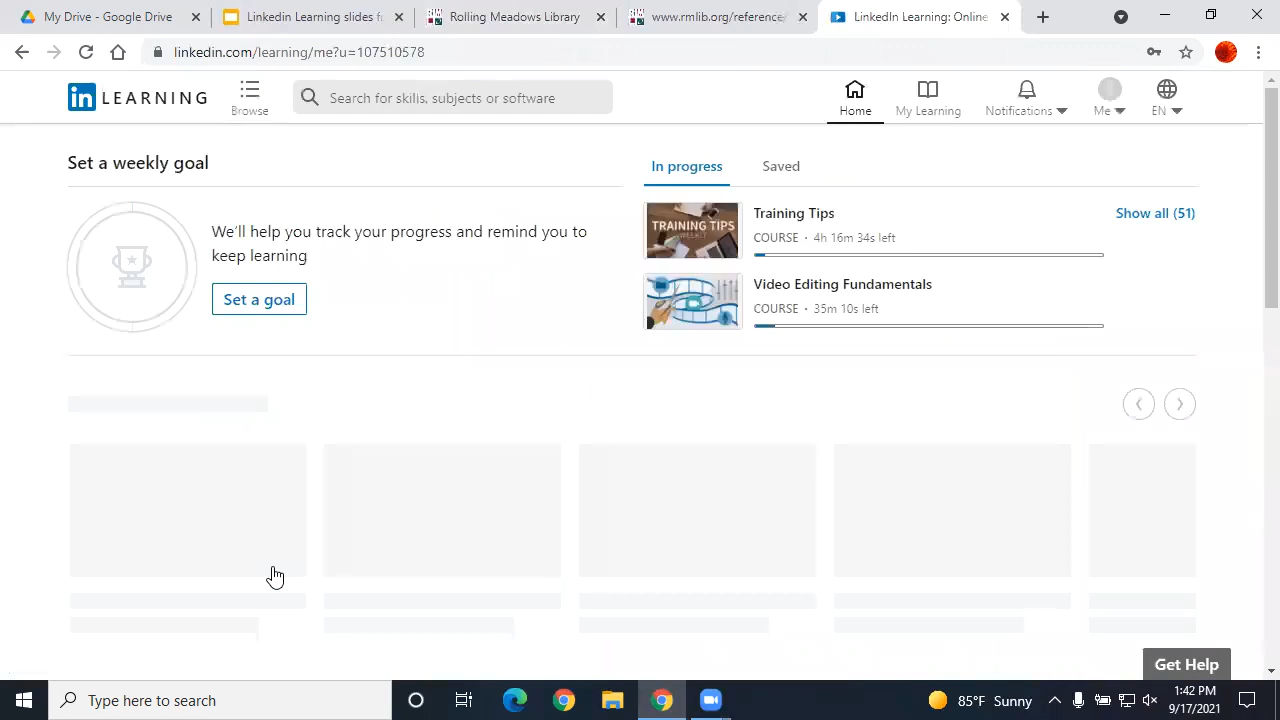 My Drive - Google Drive
Linkedin Learning slides f
Rolling Meadows Library
www.rmlib.org/reference/
LinkedIn Learning: Online
linkedin.com/learning/me?u=107510578
in LEARNING
Browse
Search for skills, subjects or software
Home
My Learning
Notifications
Me
EN
Set a weekly goal
We'll help you track your progress and remind you to
keep learning
Set a goal
In progress
Saved
TRAINING TIPS
WEEKLY
Training Tips
Show all (51)
COURSE · 4h 16m 34s left
Video Editing Fundamentals
COURSE · 35m 10s left
Get Help
Type here to search
85°F Sunny
1:42 PM
9/17/2021